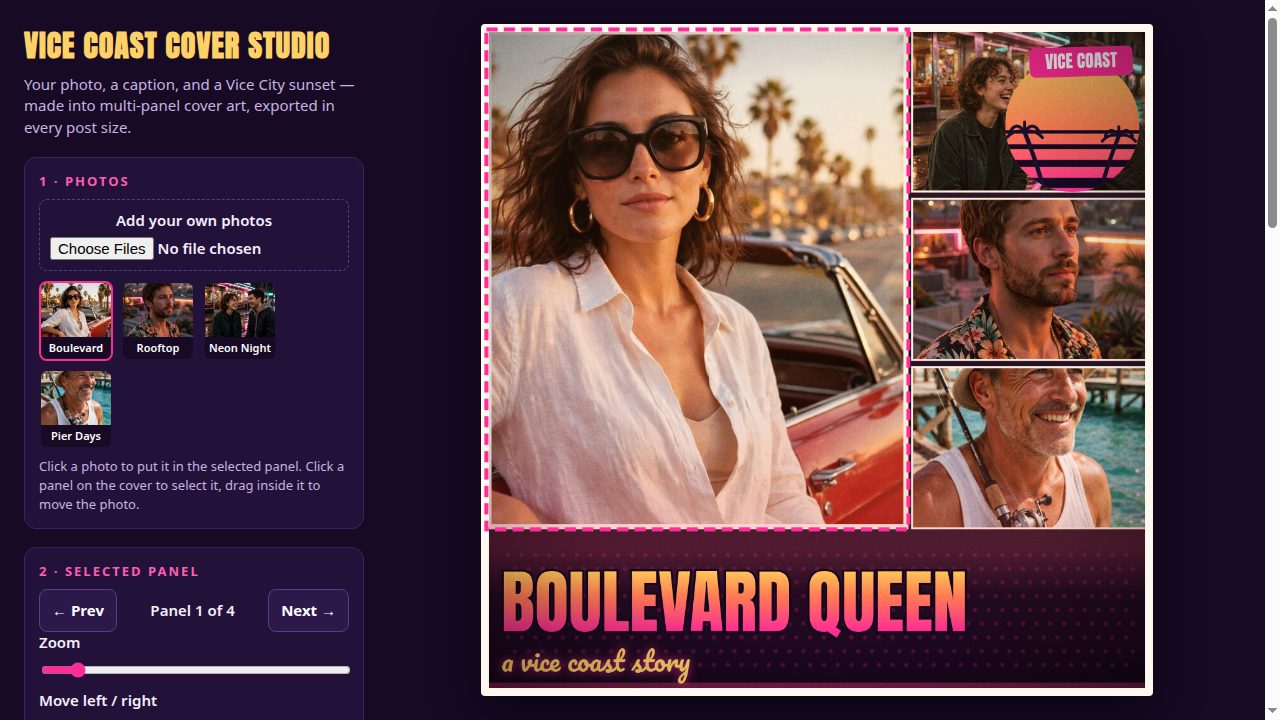 VICE COAST COVER STUDIO
Your photo, a caption, and a Vice City sunset —
made into multi-panel cover art, exported in
every post size.
1 · PHOTOS
Add your own photos
Choose Files No file chosen
Boulevard
Rooftop
Neon Night
Pier Days
Click a photo to put it in the selected panel. Click a
panel on the cover to select it, drag inside it to
move the photo.
2 · SELECTED PANEL
← Prev
Panel 1 of 4
Next →
Zoom
Move left / right
VICE COAST
BOULEVARD QUEEN
a vice coast story